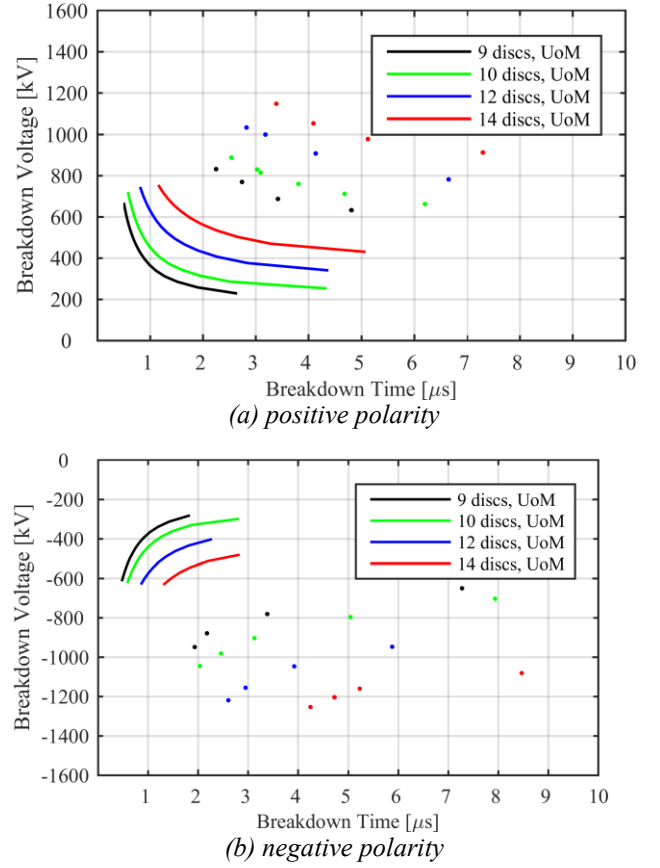 1600
1400
1200
1000
800
600
400
200
0
Breakdown Voltage [kV]
9 discs, UoM
10 discs, UoM
12 discs, UoM
14 discs, UoM
1 2 3 4 5 6 7 8 9 10
Breakdown Time [μs]
(a) positive polarity
0
-200
-400
-600
-800
-1000
-1200
-1400
-1600
Breakdown Voltage [kV]
9 discs, UoM
10 discs, UoM
12 discs, UoM
14 discs, UoM
1 2 3 4 5 6 7 8 9 10
Breakdown Time [μs]
(b) negative polarity